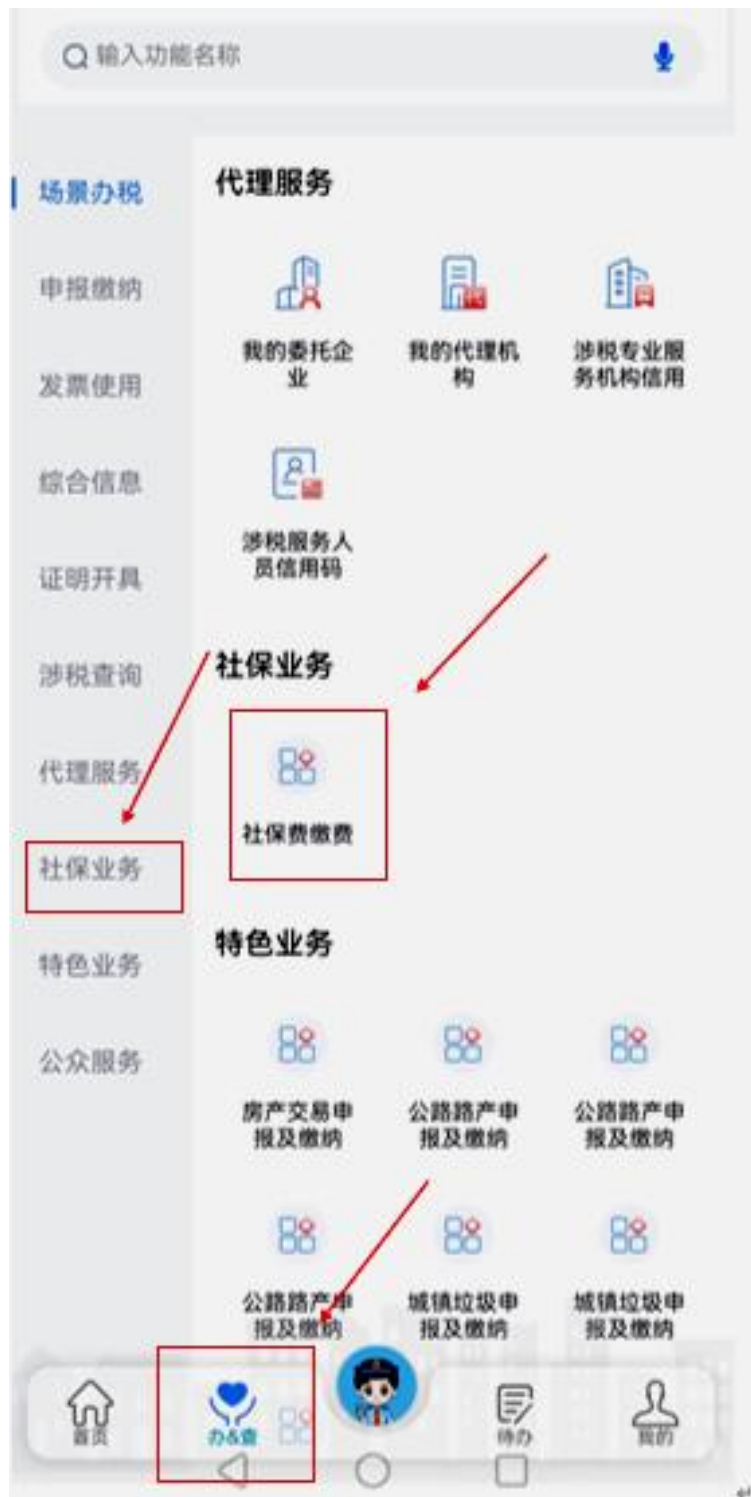 输入功能名称
场景办税
申报缴纳
发票使用
综合信息
证明开具
涉税查询
代理服务
社保业务
特色业务
公众服务
代理服务
我的委托企
业
我的代理机
构
涉税专业服
务机构信用
涉税服务人
员信用码
社保业务
社保费缴费
特色业务
房产交易申
报及缴纳
公路路产申
报及缴纳
公路路产申
报及缴纳
公路路产申
报及缴纳
城镇垃圾申
报及缴纳
城镇垃圾申
报及缴纳
首页
办&查
待办
我的